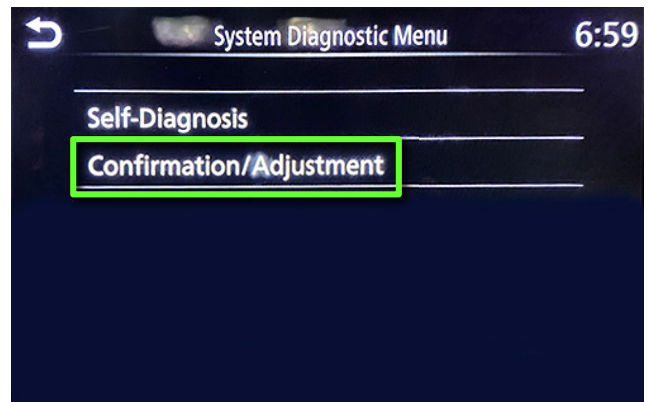 System Diagnostic Menu 6:59
Self-Diagnosis
Confirmation/Adjustment